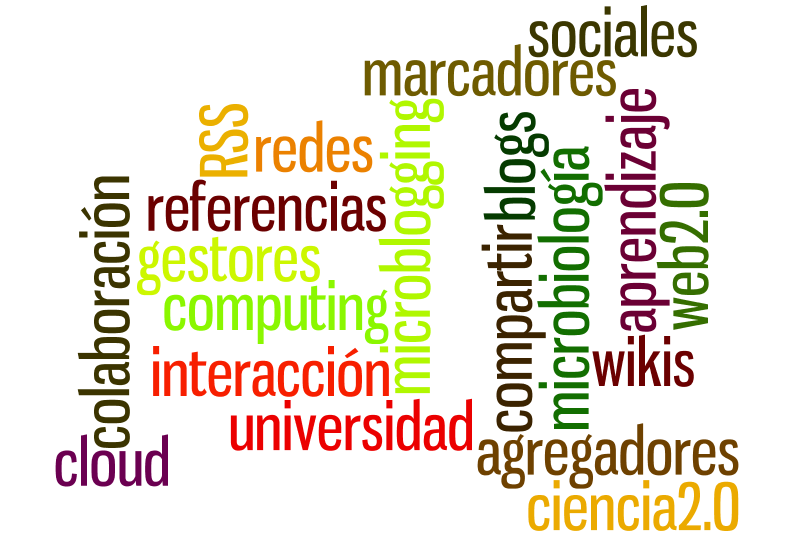 sociales
marcadores
RSS
redes
microblogging
blogs
aprendizaje
referencias
colaboración
microbiología
web2.0
compartir
gestores
computing
interacción
wikis
universidad
cloud
agregadores
ciencia2.0